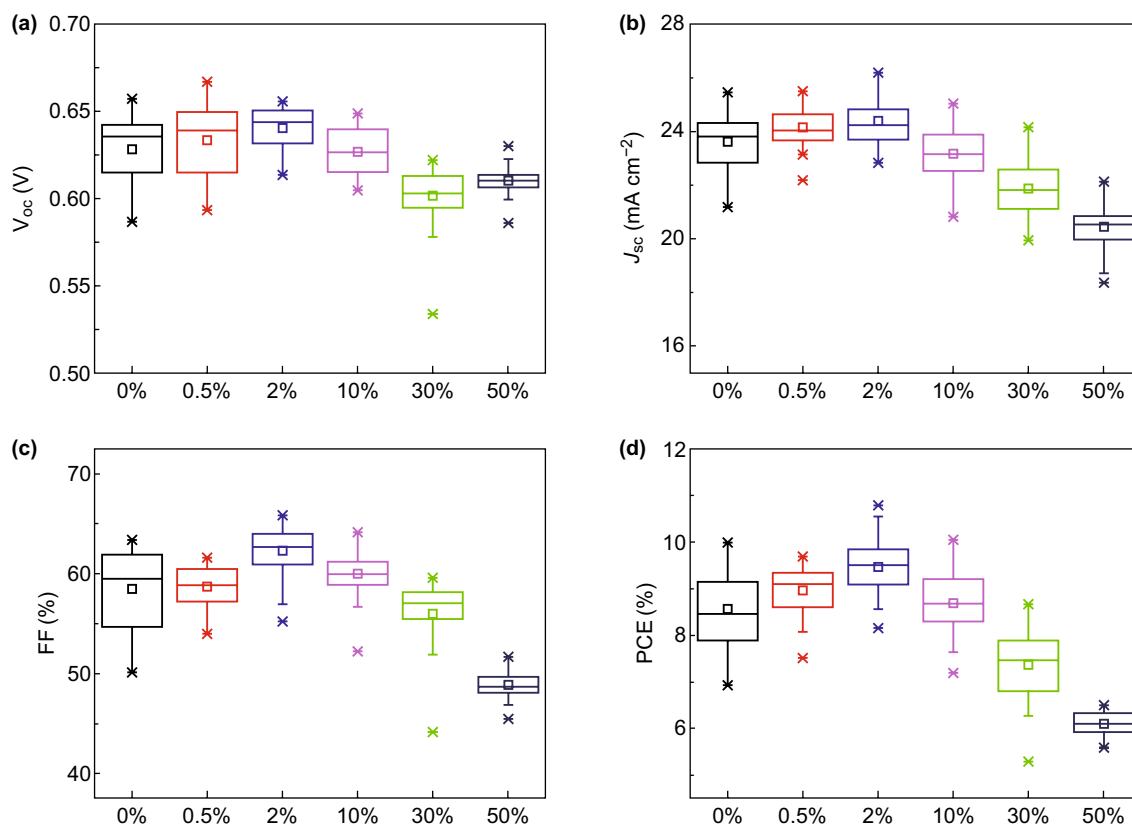 (a)
0.70
0.65
0.60
0.55
0.50
V_oc (V)
0% 0.5% 2% 10% 30% 50%
(b)
28
24
20
16
J_sc (mA cm⁻²)
0% 0.5% 2% 10% 30% 50%
(c)
70
60
50
40
FF (%)
0% 0.5% 2% 10% 30% 50%
(d)
12
10
8
6
PCE (%)
0% 0.5% 2% 10% 30% 50%